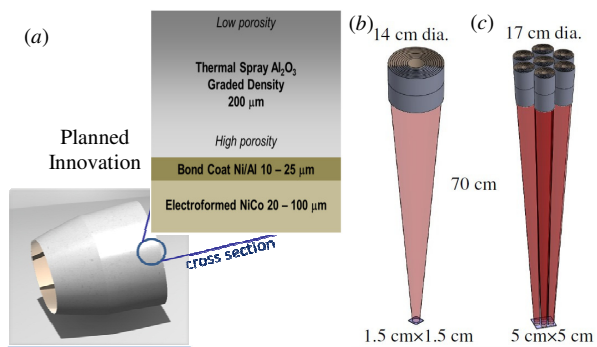 (a)
Low porosity
Thermal Spray Al₂O₃
Graded Density
200 µm
High porosity
Bond Coat Ni/Al 10 – 25 µm
Electroformed NiCo 20 – 100 µm
Planned
Innovation
cross section
(b)
14 cm dia.
(c)
17 cm dia.
70 cm
1.5 cm×1.5 cm
5 cm×5 cm